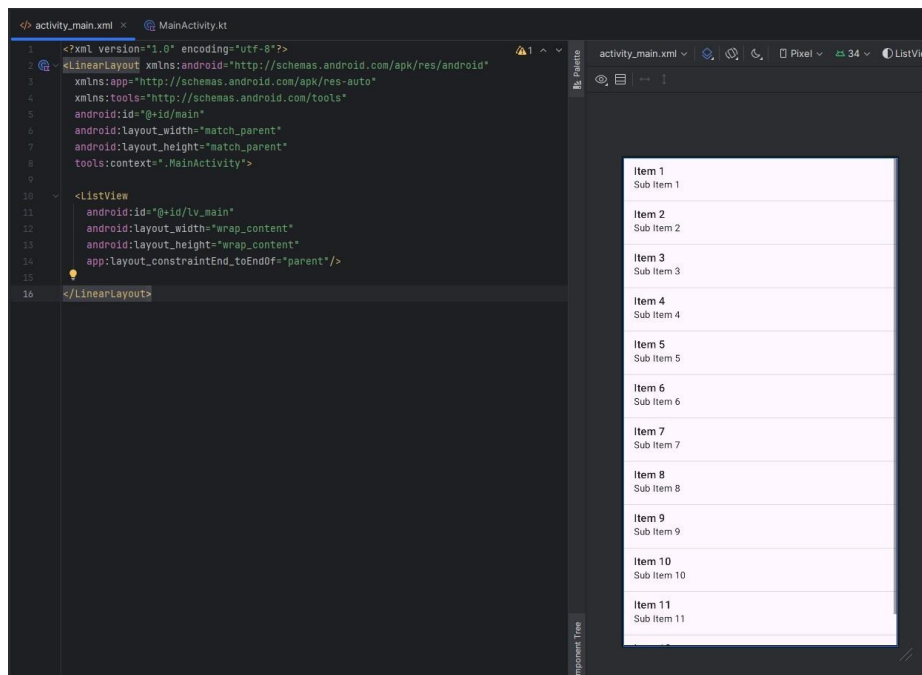 activity_main.xml
MainActivity.kt
1 <?xml version="1.0" encoding="utf-8"?>
2 <LinearLayout xmlns:android="http://schemas.android.com/apk/res/android"
3 xmlns:app="http://schemas.android.com/apk/res-auto"
4 xmlns:tools="http://schemas.android.com/tools"
5 android:id="@+id/main"
6 android:layout_width="match_parent"
7 android:layout_height="match_parent"
8 tools:context=".MainActivity">
9
10 <ListView
11 android:id="@+id/lv_main"
12 android:layout_width="wrap_content"
13 android:layout_height="wrap_content"
14 app:layout_constraintEnd_toEndOf="parent"/>
15
16 </LinearLayout>
1
Palette
activity_main.xml
Pixel
34
ListVi
Item 1
Sub Item 1
Item 2
Sub Item 2
Item 3
Sub Item 3
Item 4
Sub Item 4
Item 5
Sub Item 5
Item 6
Sub Item 6
Item 7
Sub Item 7
Item 8
Sub Item 8
Item 9
Sub Item 9
Item 10
Sub Item 10
Item 11
Sub Item 11
mponent Tree